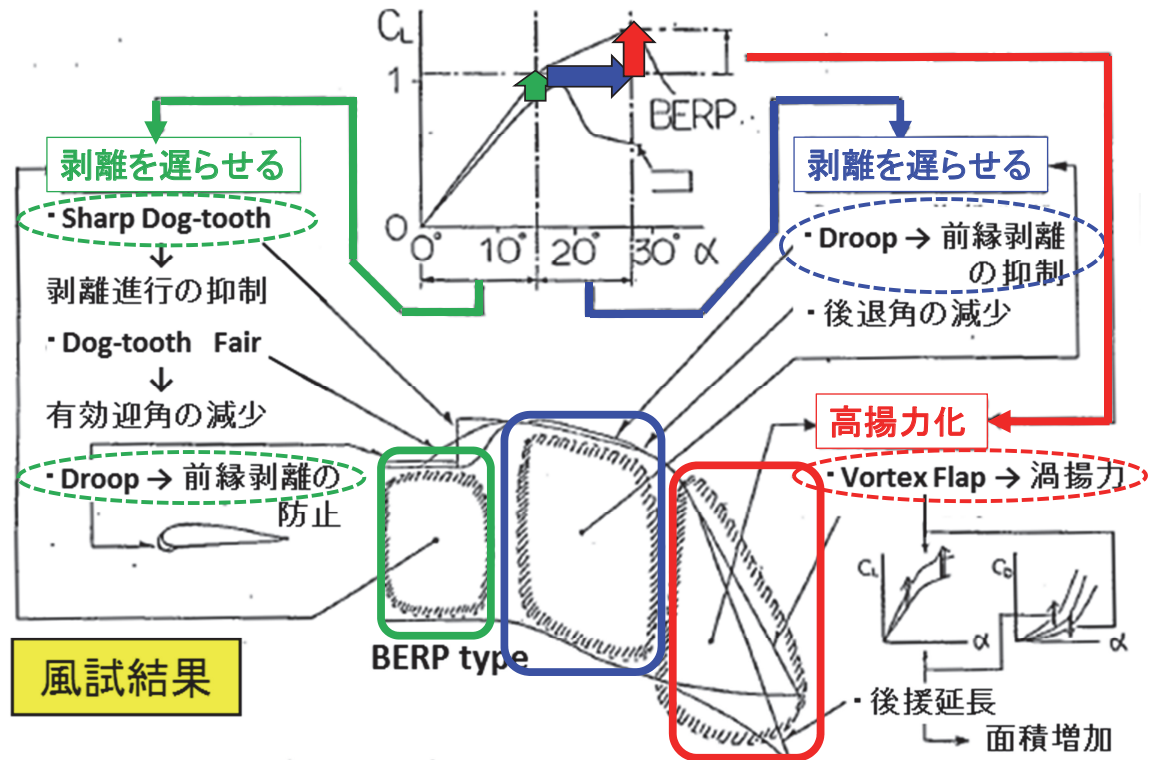 CL
1
0
0°
10°
20°
30°
α
BERP
剥離を遅らせる
・Sharp Dog-tooth
↓
剥離進行の抑制
・Dog-tooth Fair
↓
有効迎角の減少
・Droop → 前縁剥離の
防止
剥離を遅らせる
・Droop → 前縁剥離
の抑制
・後退角の減少
高揚力化
・Vortex Flap → 渦揚力
CL
α
CD
α
・後援延長
面積増加
BERP type
風試結果